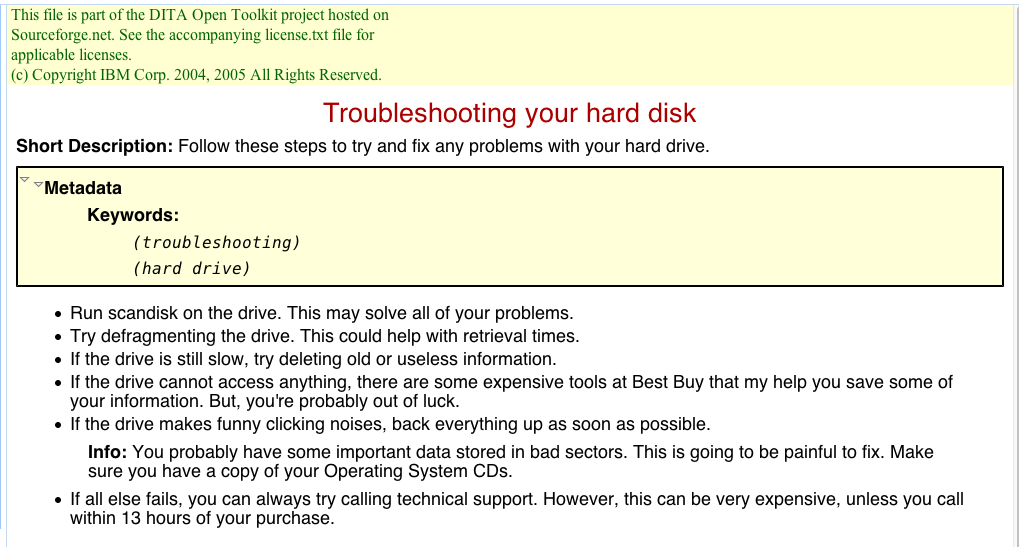 This file is part of the DITA Open Toolkit project hosted on
Sourceforge.net. See the accompanying license.txt file for
applicable licenses.
(c) Copyright IBM Corp. 2004, 2005 All Rights Reserved.
Troubleshooting your hard disk
Short Description: Follow these steps to try and fix any problems with your hard drive.
Metadata
Keywords:
(troubleshooting)
(hard drive)
• Run scandisk on the drive. This may solve all of your problems.
• Try defragmenting the drive. This could help with retrieval times.
• If the drive is still slow, try deleting old or useless information.
• If the drive cannot access anything, there are some expensive tools at Best Buy that my help you save some of
your information. But, you're probably out of luck.
• If the drive makes funny clicking noises, back everything up as soon as possible.
Info: You probably have some important data stored in bad sectors. This is going to be painful to fix. Make
sure you have a copy of your Operating System CDs.
• If all else fails, you can always try calling technical support. However, this can be very expensive, unless you call
within 13 hours of your purchase.